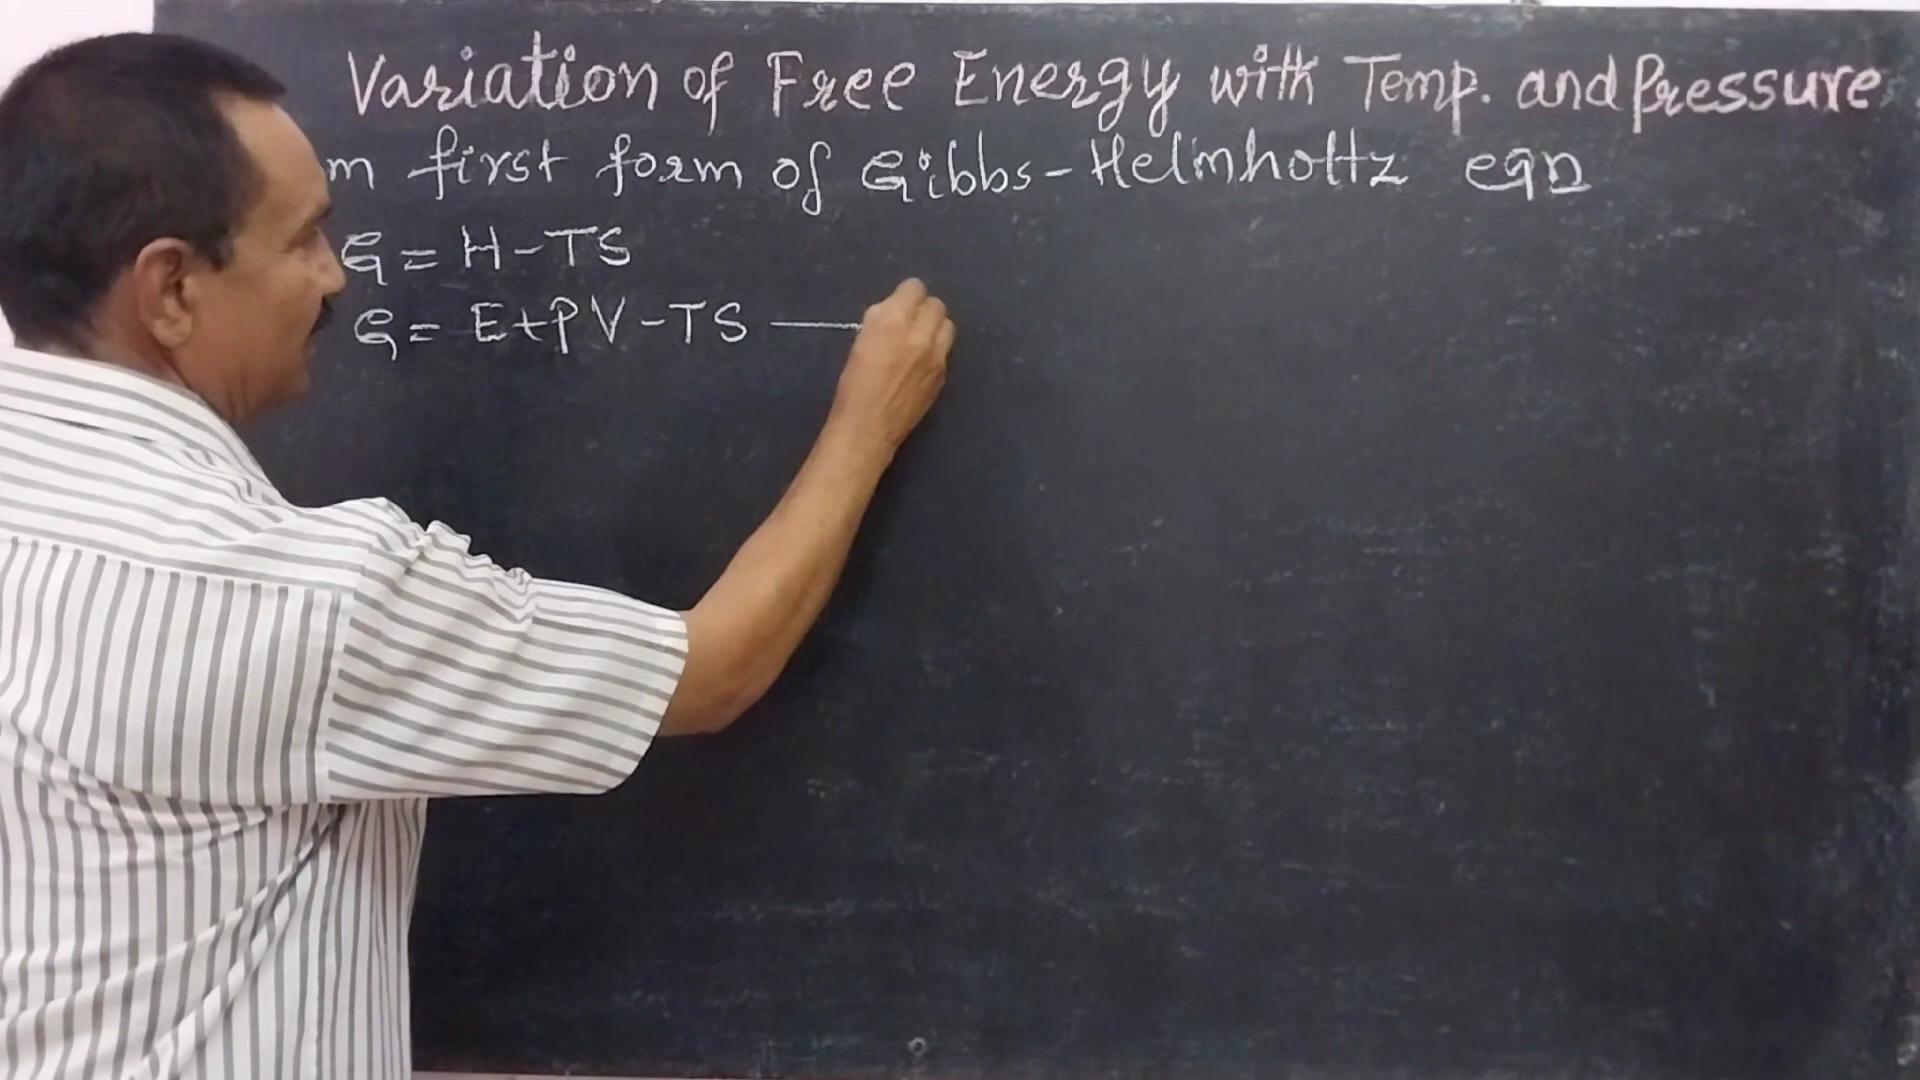 Variation of Free Energy with Temp. and Pressure
m first form of Gibbs-Helmholtz eqn
G = H-TS
G = E+PV-TS